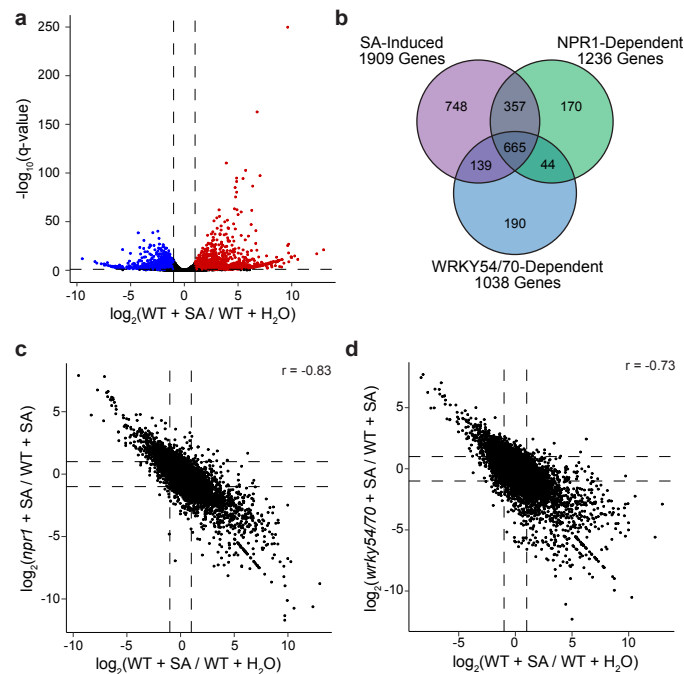 a
250
200
150
100
50
0
-log10(q-value)
-10
-5
0
5
10
log2(WT + SA / WT + H2O)
b
SA-Induced
1909 Genes
NPR1-Dependent
1236 Genes
748
357
170
665
139
44
190
WRKY54/70-Dependent
1038 Genes
c
r = -0.83
5
0
-5
-10
log2(npr1 + SA / WT + SA)
-10
-5
0
5
10
log2(WT + SA / WT + H2O)
d
r = -0.73
5
0
-5
-10
log2(wrky54/70 + SA / WT + SA)
-5
0
5
10
log2(WT + SA / WT + H2O)